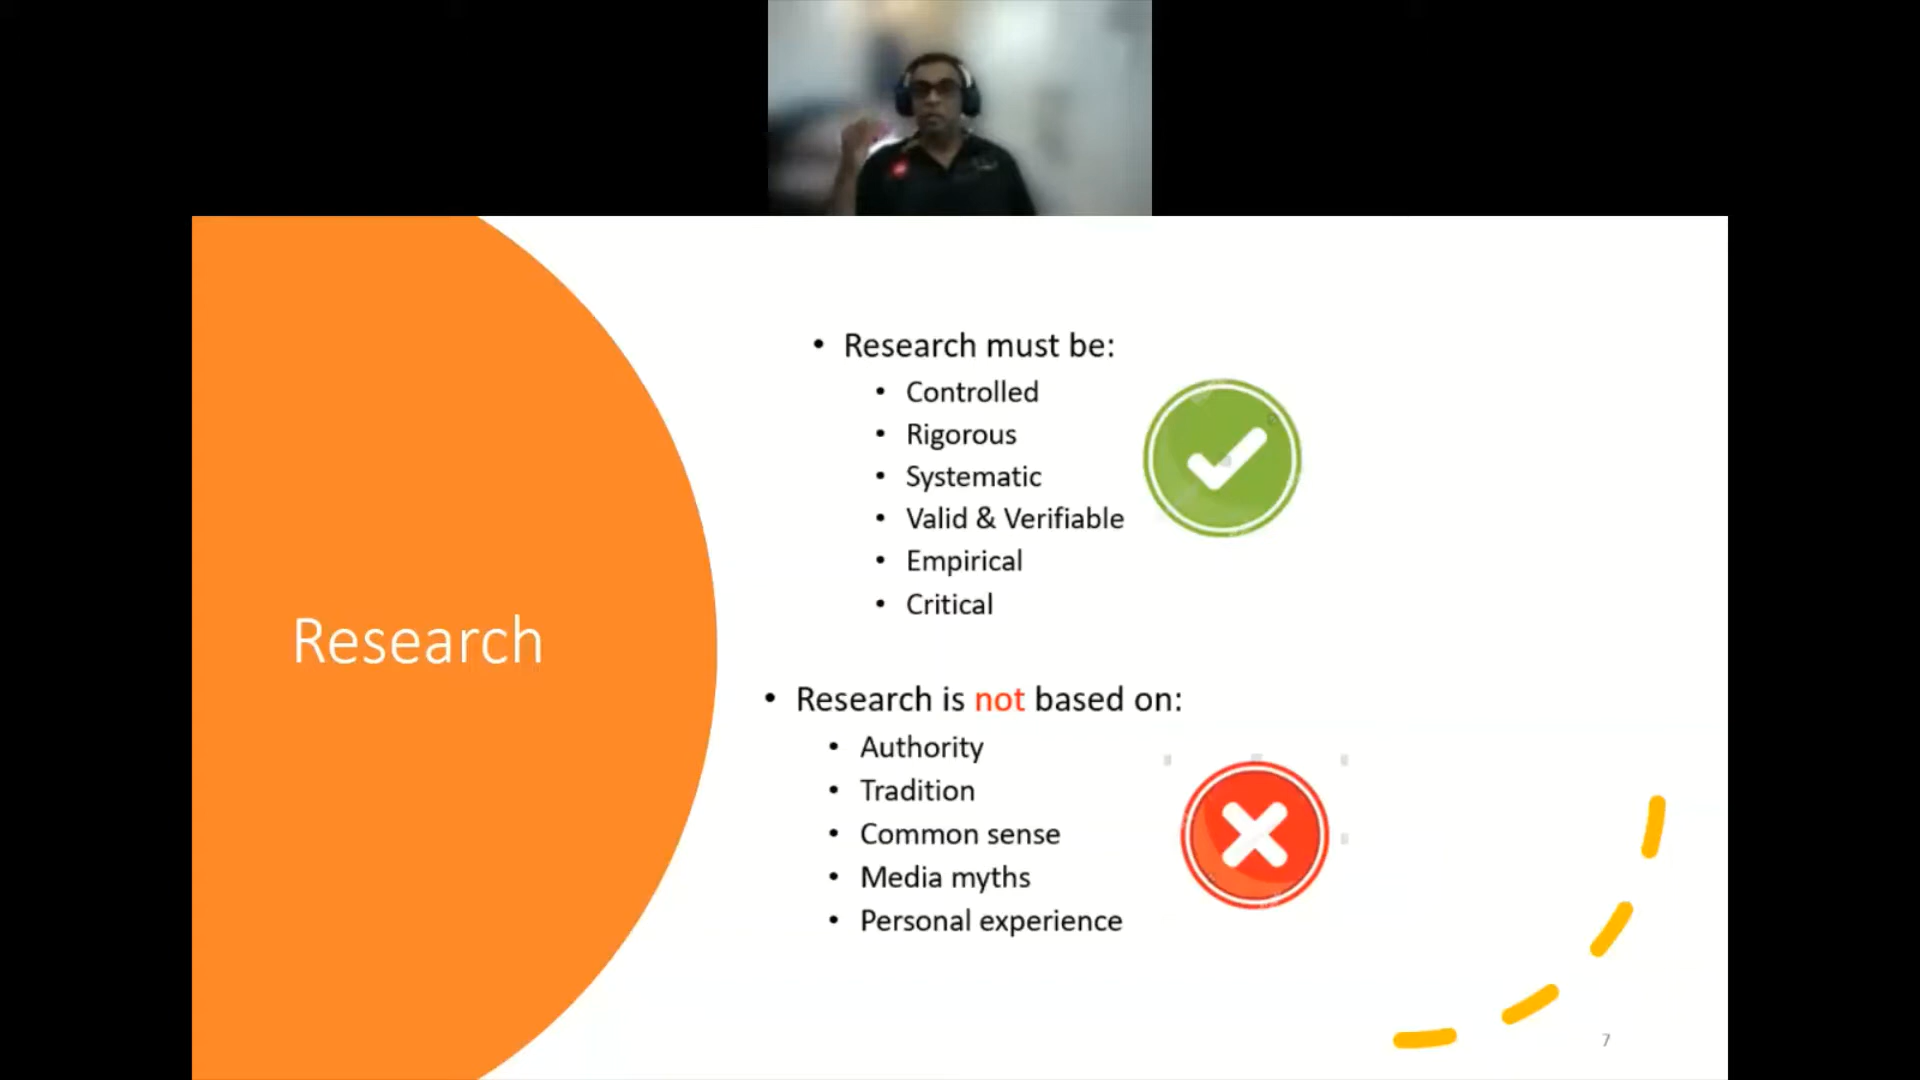 Research
• Research must be:
• Controlled
• Rigorous
• Systematic
• Valid & Verifiable
• Empirical
• Critical
• Research is not based on:
• Authority
• Tradition
• Common sense
• Media myths
• Personal experience
7